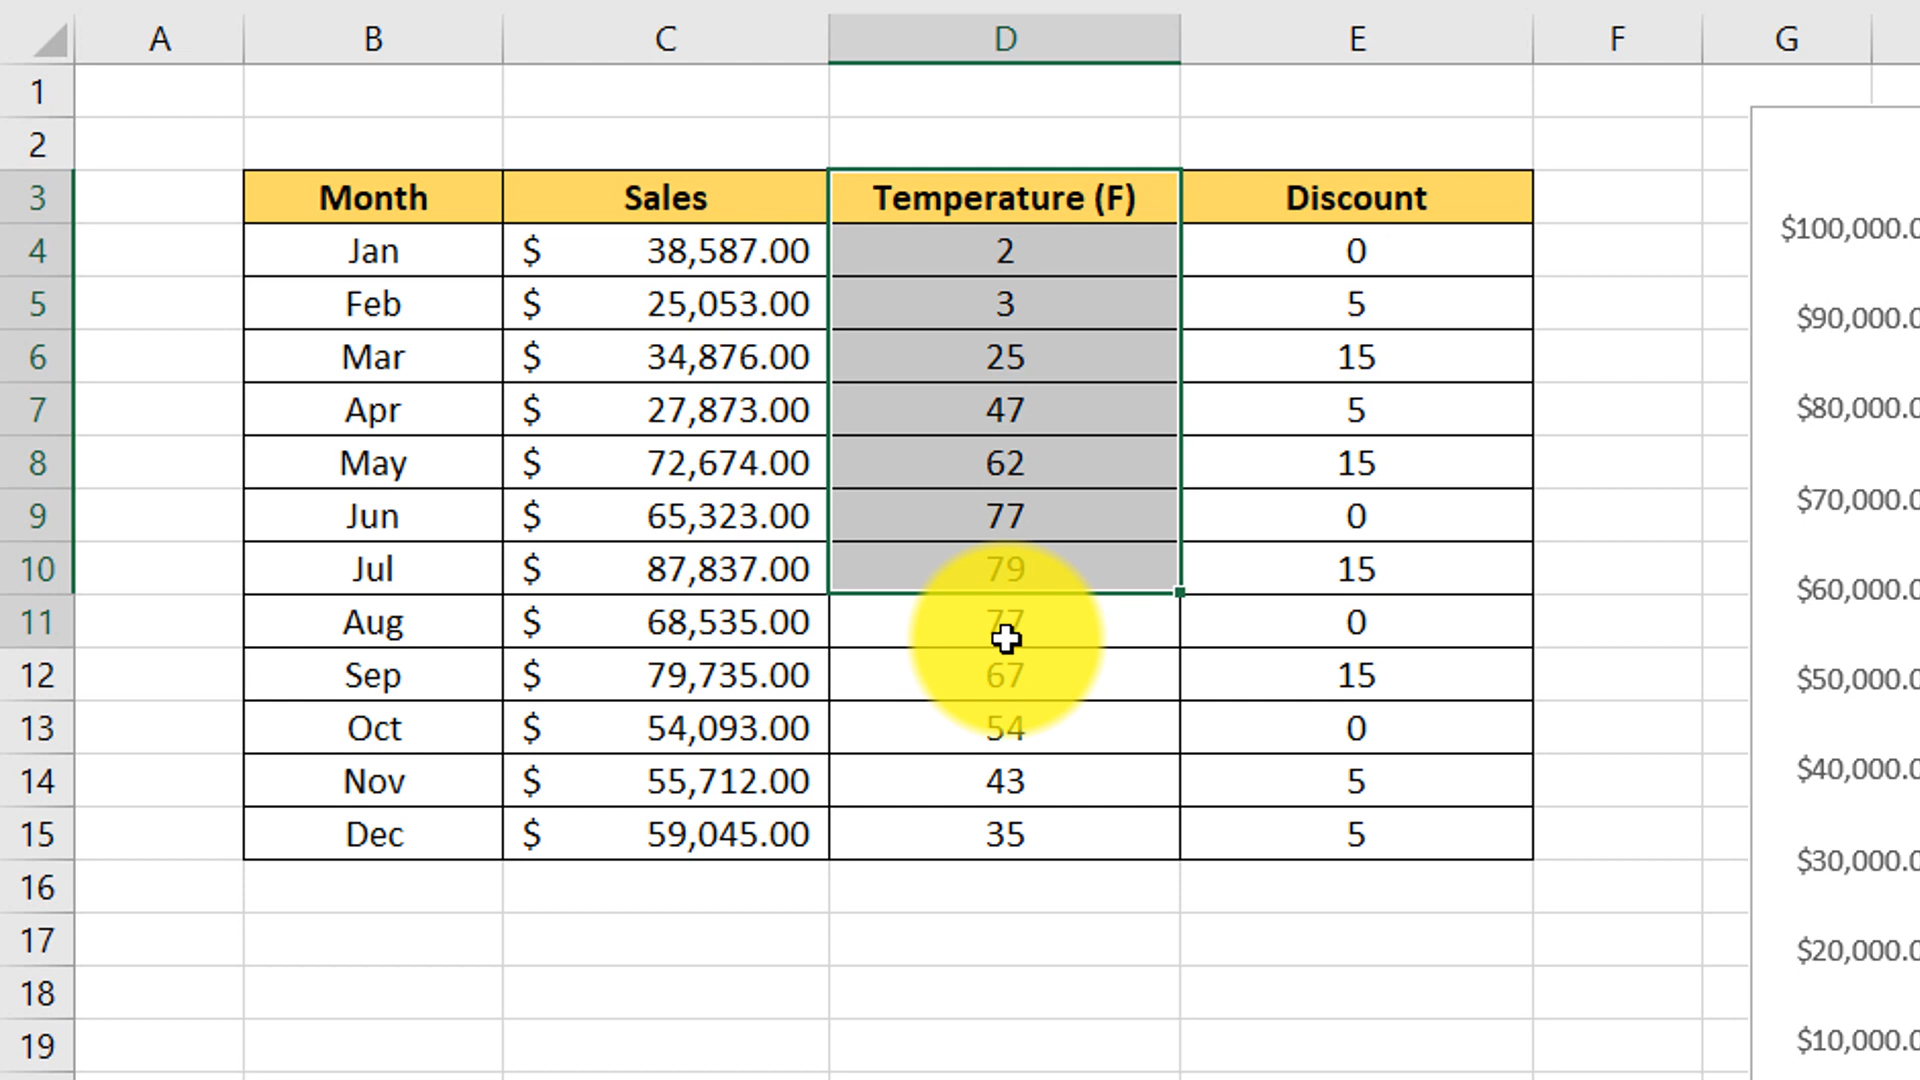 A B C D E F G
1
2
3 Month Sales Temperature (F) Discount
4 Jan $ 38,587.00 2 0
5 Feb $ 25,053.00 3 5
6 Mar $ 34,876.00 25 15
7 Apr $ 27,873.00 47 5
8 May $ 72,674.00 62 15
9 Jun $ 65,323.00 77 0
10 Jul $ 87,837.00 79 15
11 Aug $ 68,535.00 77 0
12 Sep $ 79,735.00 67 15
13 Oct $ 54,093.00 54 0
14 Nov $ 55,712.00 43 5
15 Dec $ 59,045.00 35 5
16
17
18
19
$100,000.0
$90,000.0
$80,000.0
$70,000.0
$60,000.0
$50,000.0
$40,000.0
$30,000.0
$20,000.0
$10,000.0